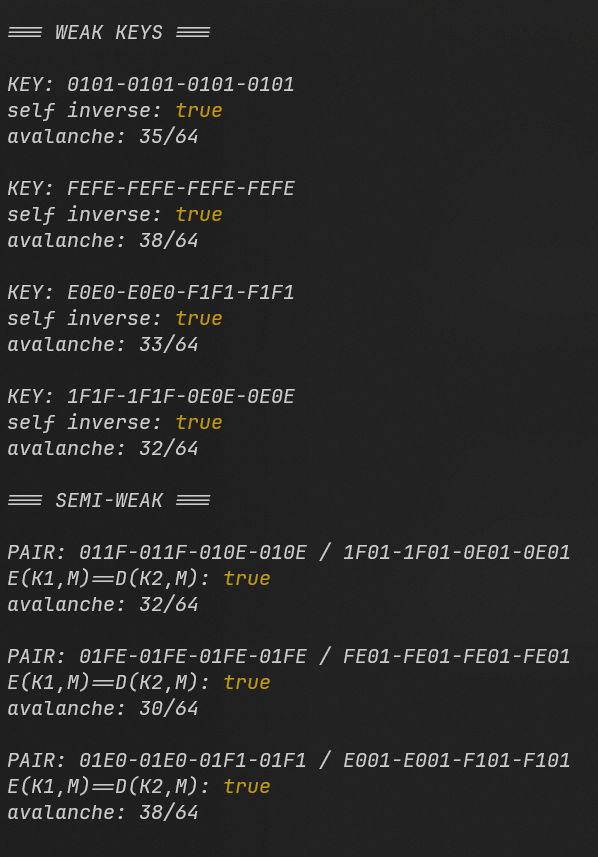 === WEAK KEYS ===
KEY: 0101-0101-0101-0101
self inverse: true
avalanche: 35/64
KEY: FEFE-FEFE-FEFE-FEFE
self inverse: true
avalanche: 38/64
KEY: E0E0-E0E0-F1F1-F1F1
self inverse: true
avalanche: 33/64
KEY: 1F1F-1F1F-0E0E-0E0E
self inverse: true
avalanche: 32/64
=== SEMI-WEAK ===
PAIR: 011F-011F-010E-010E / 1F01-1F01-0E01-0E01
E(K1,M)==D(K2,M): true
avalanche: 32/64
PAIR: 01FE-01FE-01FE-01FE / FE01-FE01-FE01-FE01
E(K1,M)==D(K2,M): true
avalanche: 30/64
PAIR: 01E0-01E0-01F1-01F1 / E001-E001-F101-F101
E(K1,M)==D(K2,M): true
avalanche: 38/64